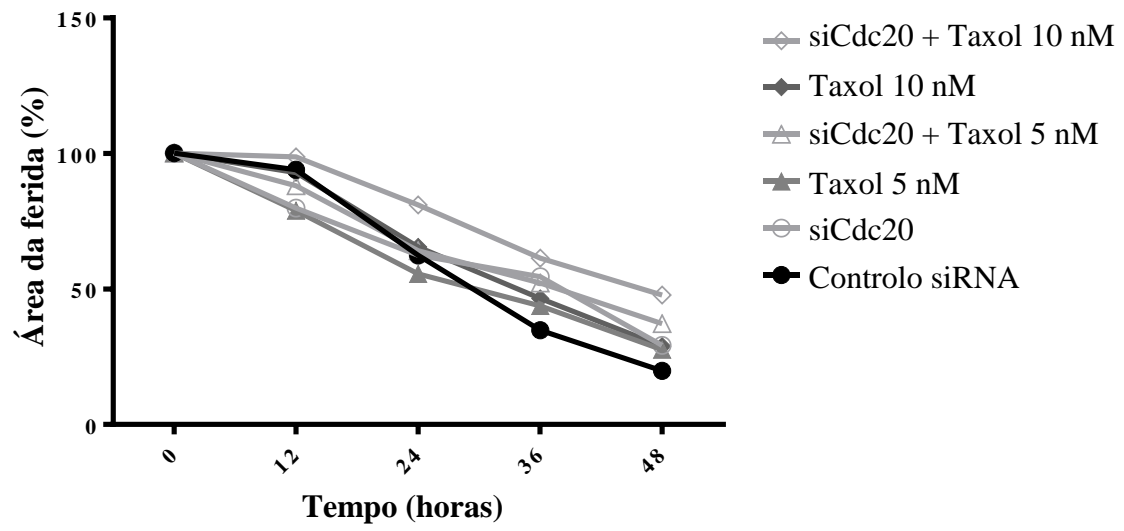 150
100
50
0
Área da ferida (%)
0
12
24
36
48
Tempo (horas)
siCdc20 + Taxol 10 nM
Taxol 10 nM
siCdc20 + Taxol 5 nM
Taxol 5 nM
siCdc20
Controlo siRNA